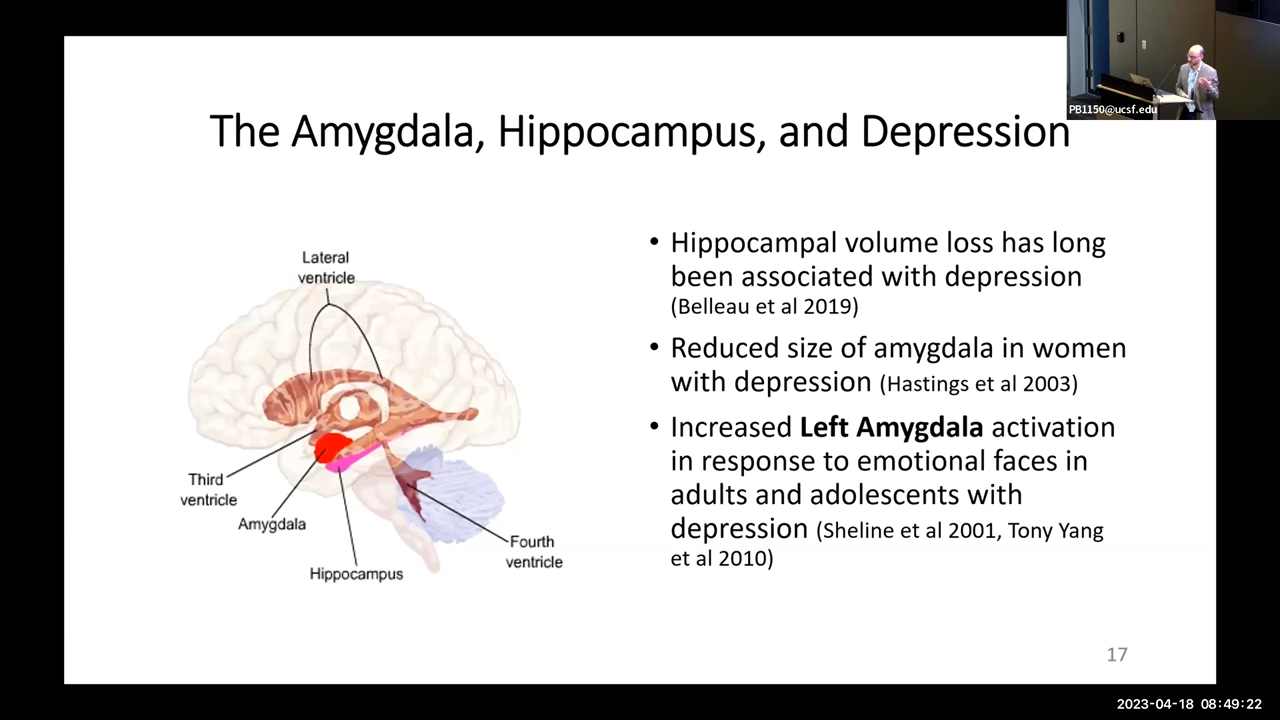 PB1150@ucsf.edu
The Amygdala, Hippocampus, and Depression
Lateral
ventricle
Third
ventricle
Amygdala
Hippocampus
Fourth
ventricle
• Hippocampal volume loss has long
been associated with depression
(Belleau et al 2019)
• Reduced size of amygdala in women
with depression (Hastings et al 2003)
• Increased Left Amygdala activation
in response to emotional faces in
adults and adolescents with
depression (Sheline et al 2001, Tony Yang
et al 2010)
17
2023-04-18 08:49:22